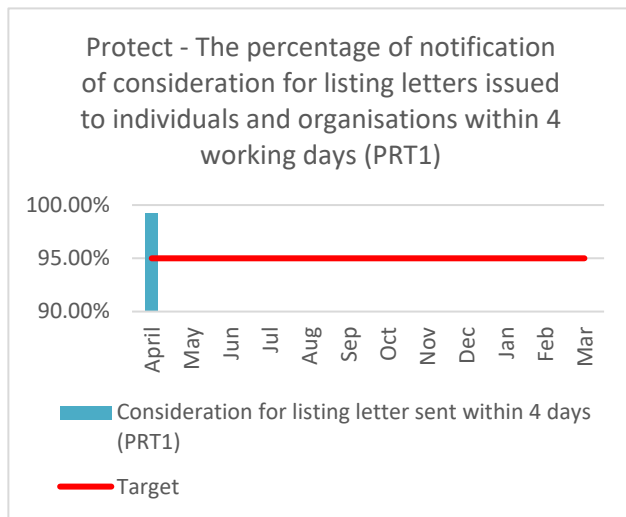 Protect - The percentage of notification
of consideration for listing letters issued
to individuals and organisations within 4
working days (PRT1)
100.00%
95.00%
90.00%
April
May
Jun
Jul
Aug
Sep
Oct
Nov
Dec
Jan
Feb
Mar
Consideration for listing letter sent within 4 days
(PRT1)
Target